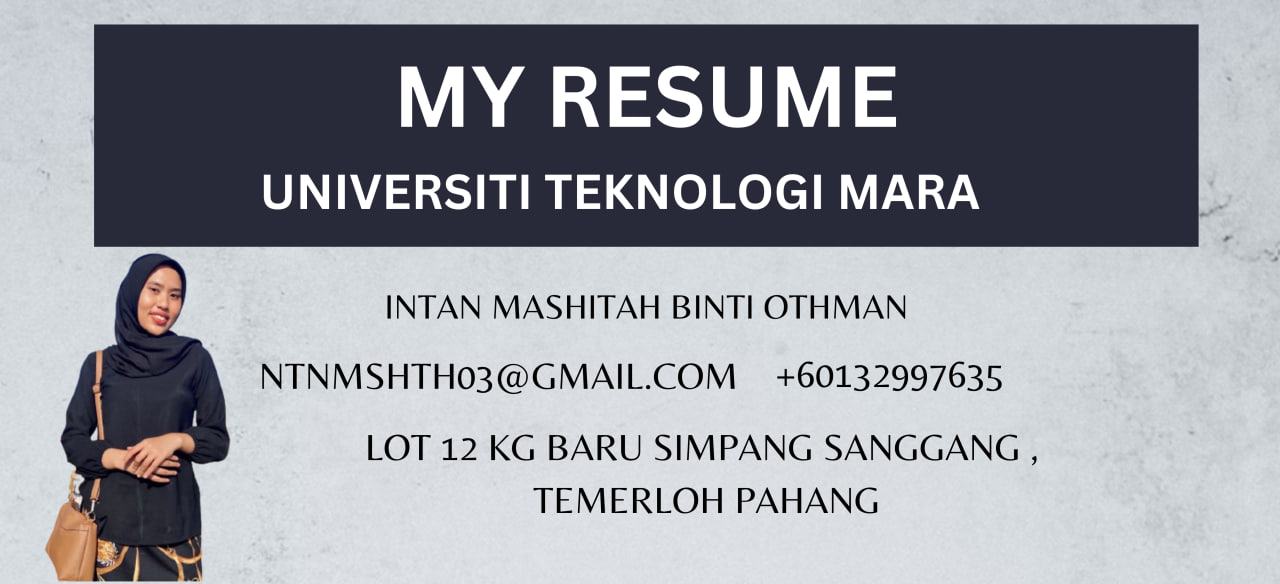 MY RESUME
UNIVERSITI TEKNOLOGI MARA
INTAN MASHITAH BINTI OTHMAN
NTNMSHTH03@GMAIL.COM +60132997635
LOT 12 KG BARU SIMPANG SANGGANG ,
TEMERLOH PAHANG